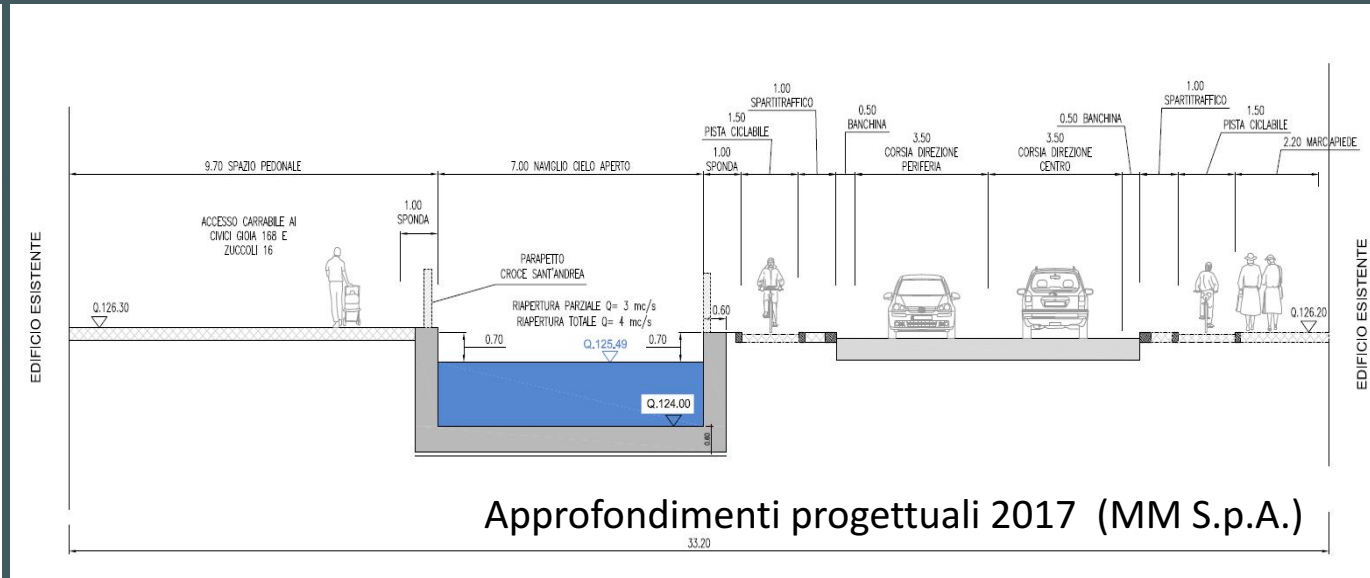 1.00
SPARTITRAFFICO
1.50
PISTA CICLABILE
1.00
SPONDA
0.50
BANCHINA
3.50
CORSIA DIREZIONE
PERIFERIA
3.50
CORSIA DIREZIONE
CENTRO
0.50 BANCHINA
1.00
SPARTITRAFFICO
1.50
PISTA CICLABILE
2.20 MARCIAPIEDE
9.70 SPAZIO PEDONALE
7.00 NAVIGLIO CIELO APERTO
1.00
SPONDA
ACCESSO CARRABILE AI
CIVICI GIOIA 168 E
ZUCCOLI 16
PARAPETTO
CROCE SANT'ANDREA
RIAPERTURA PARZIALE Q= 3 mc/s
RIAPERTURA TOTALE Q= 4 mc/s
EDIFICIO ESISTENTE
Q.126.30
0.70
Q.125.49
0.70
0.60
Q.124.00
0.60
Q.126.20
EDIFICIO ESISTENTE
Approfondimenti progettuali 2017 (MM S.p.A.)
33.20